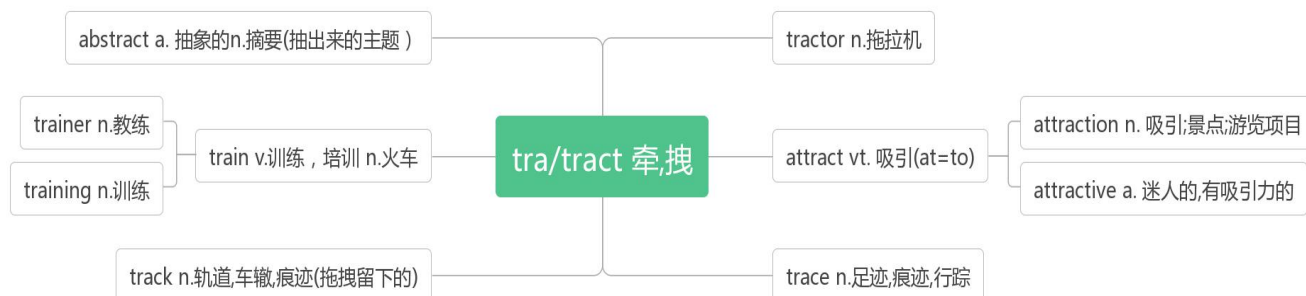 abstract a. 抽象的n.摘要(抽出来的主题）
trainer n.教练
training n.训练
train v.训练，培训 n.火车
track n.轨道,车辙,痕迹(拖拽留下的)
tra/tract 牵,拽
tractor n.拖拉机
attract vt. 吸引(at=to)
attraction n. 吸引;景点;游览项目
attractive a. 迷人的,有吸引力的
trace n.足迹,痕迹,行踪